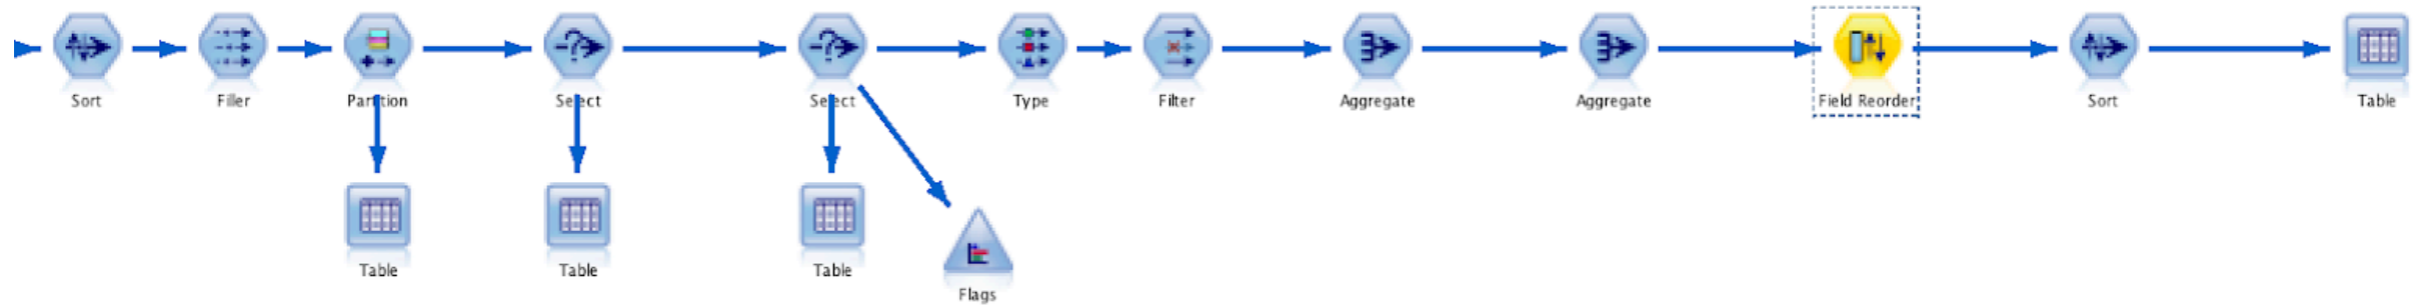 Sort
Filler
Partition
Select
Select
Type
Filter
Aggregate
Aggregate
Field Reorder
Sort
Table
Table
Table
Table
Flags